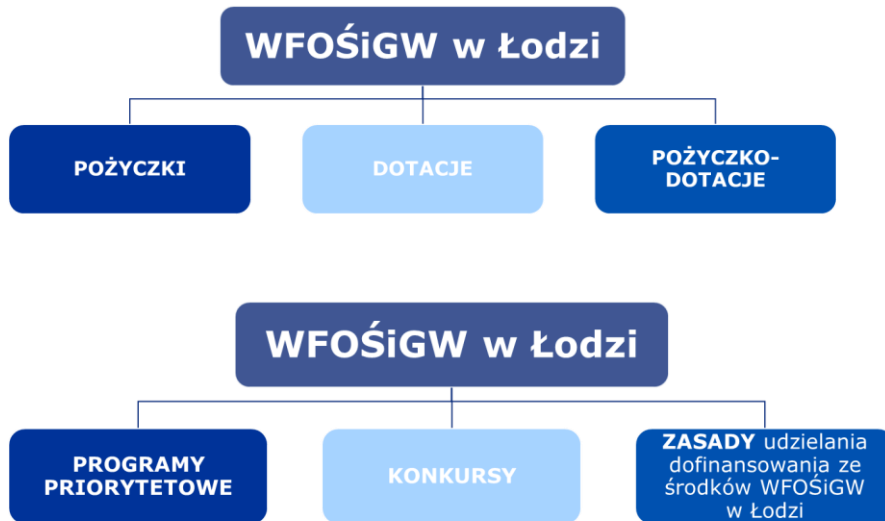 WFOŚiGW w Łodzi
POŻYCZKI
DOTACJE
POŻYCZKO-
DOTACJE
WFOŚiGW w Łodzi
PROGRAMY
PRIORYTETOWE
KONKURSY
ZASADY udzielania
dofinansowania ze
środków WFOŚiGW
w Łodzi